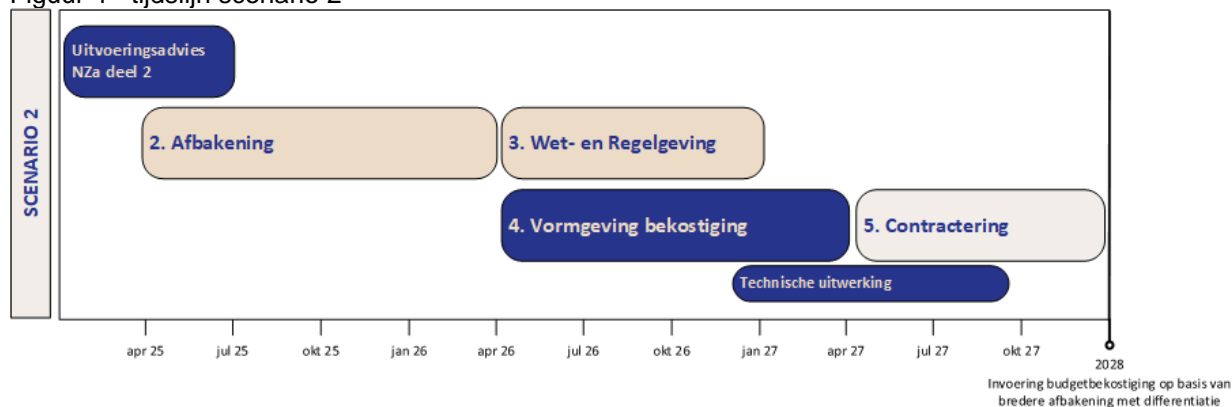 SCENARIO 2
Uitvoeringsadvies
NZa deel 2
2. Afbakening
3. Wet- en Regelgeving
4. Vormgeving bekostiging
5. Contractering
Technische uitwerking
apr 25
jul 25
okt 25
jan 26
apr 26
jul 26
okt 26
jan 27
apr 27
jul 27
okt 27
2028
Invoering budgetbekostiging op basis van
bredere afbakening met differentiatie